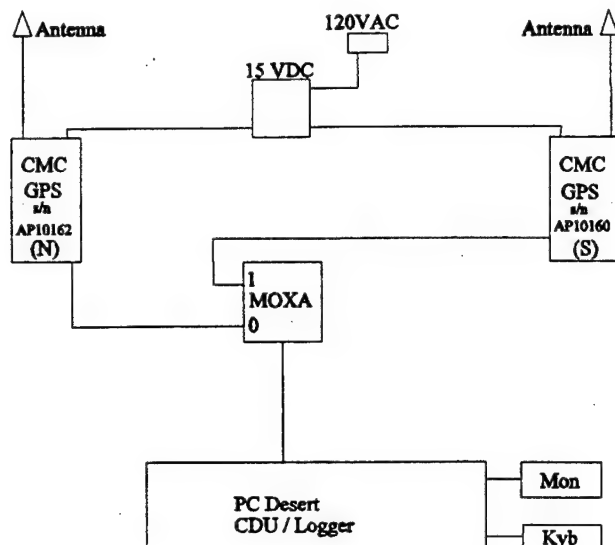 Antenna
120VAC
Antenna
15 VDC
CMC
GPS
s/n
AP10162
(N)
CMC
GPS
s/n
AP10160
(S)
1
MOXA
0
PC Desert
CDU / Logger
Mon
Kyb